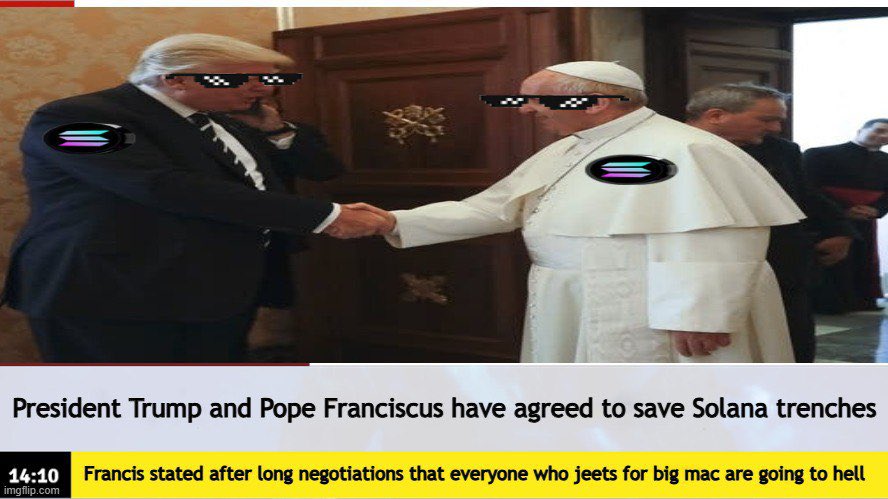 President Trump and Pope Franciscus have agreed to save Solana trenches
14:10 Francis stated after long negotiations that everyone who jeets for big mac are going to hell
imgflip.com